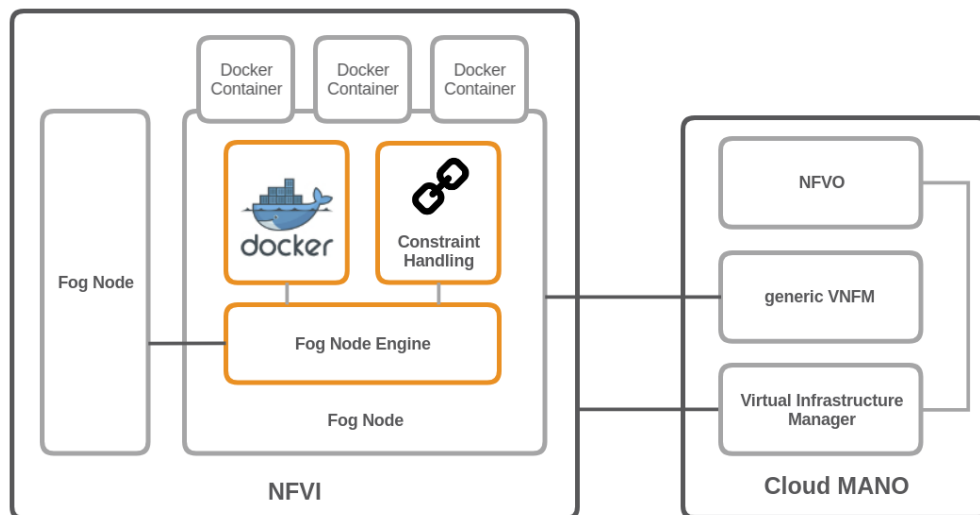 Docker
Container
Docker
Container
Docker
Container
docker
Constraint
Handling
Fog Node
Fog Node Engine
Fog Node
NFVI
NFVO
generic VNFM
Virtual Infrastructure
Manager
Cloud MANO